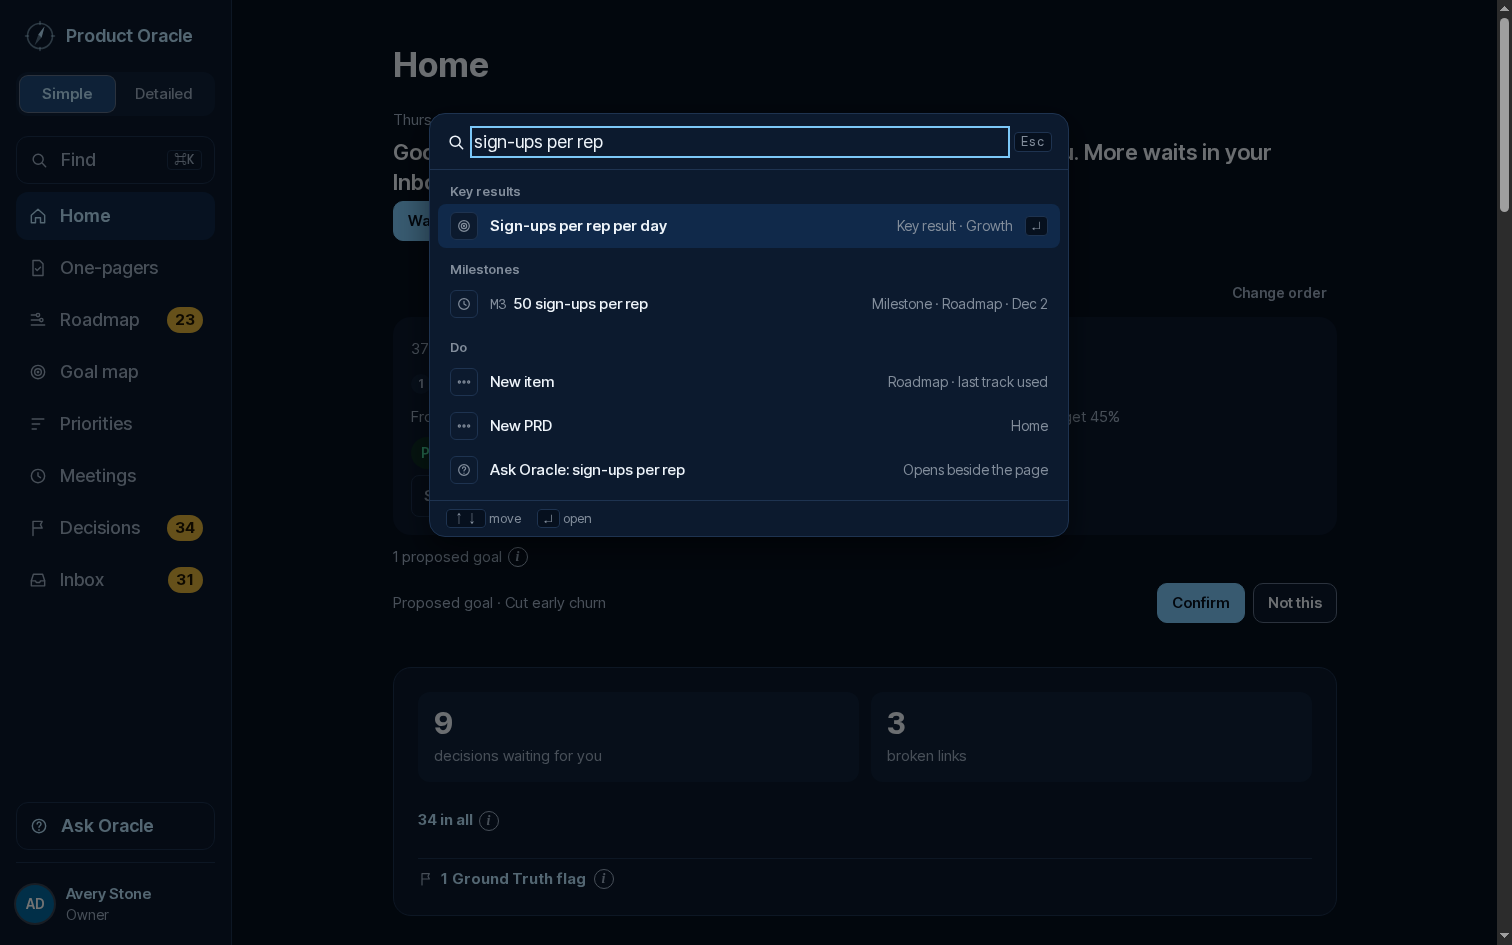 Product Oracle
Simple
Detailed
Find
⌘K
Home
One-pagers
Roadmap
23
Goal map
Priorities
Meetings
Decisions
34
Inbox
31
Ask Oracle
AD
Avery Stone
Owner
Home
Thurs
u. More waits in your
Change order
37
1
get 45%
sign-ups per rep
Esc
Key results
Sign-ups per rep per day
Key result · Growth
↵
Milestones
M3 50 sign-ups per rep
Milestone · Roadmap · Dec 2
Do
New item
Roadmap · last track used
New PRD
Home
Ask Oracle: sign-ups per rep
Opens beside the page
↑ ↓ move
↵ open
1 proposed goal i
Proposed goal · Cut early churn
Confirm
Not this
9
decisions waiting for you
3
broken links
34 in all i
1 Ground Truth flag i